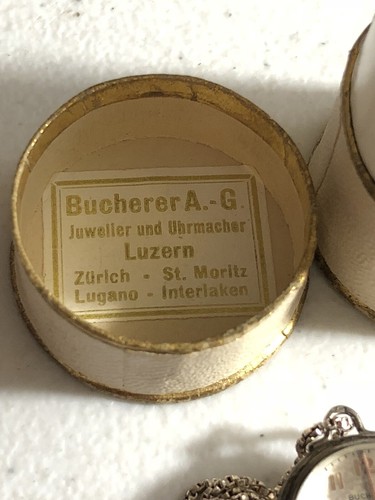 Bucherer A.-G.
Juwelier und Uhrmacher
Luzern
Zürich - St. Moritz
Lugano - Interlaken